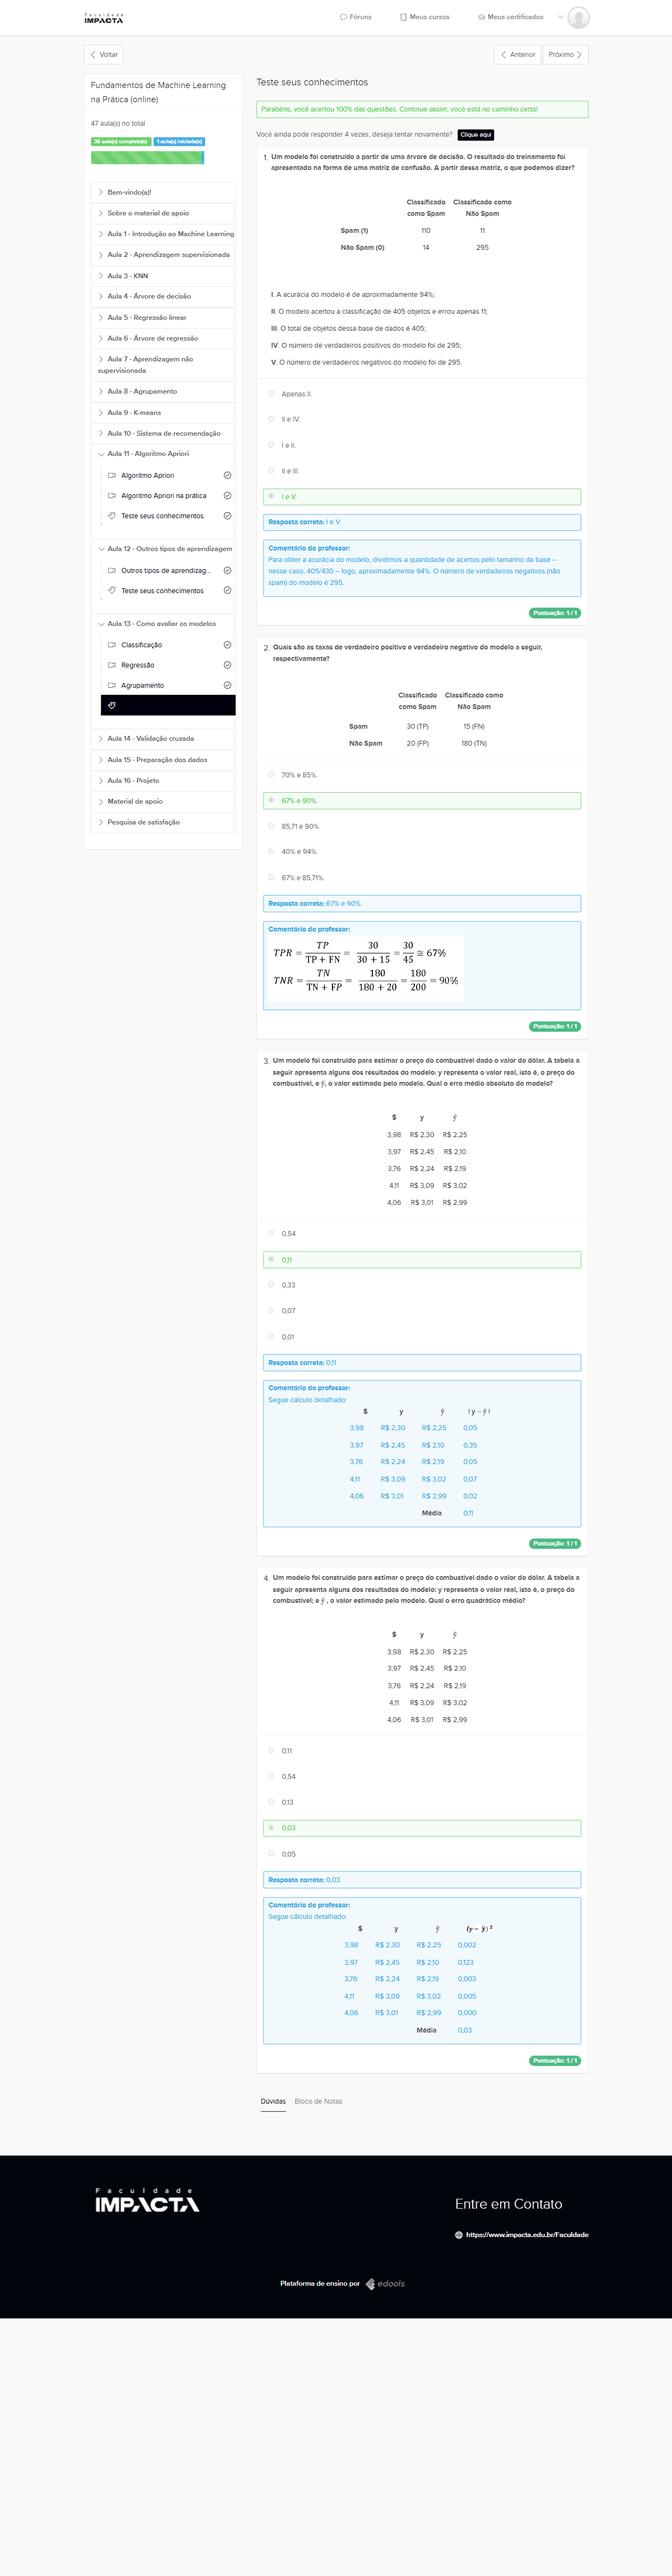 Faculdade
IMPACTA
Fóruns
Meus cursos
Meus certificados
Voltar
Anterior
Próximo
Fundamentos de Machine Learning
na Prática (online)
47 aula(s) no total
36 aula(s) completa(s)
1 aula(s) iniciada(s)
Bem-vindo(a)!
Sobre o material de apoio
Aula 1 - Introdução ao Machine Learning
Aula 2 - Aprendizagem supervisionada
Aula 3 - KNN
Aula 4 - Árvore de decisão
Aula 5 - Regressão linear
Aula 6 - Árvore de regressão
Aula 7 - Aprendizagem não
supervisionada
Aula 8 - Agrupamento
Aula 9 - K-means
Aula 10 - Sistema de recomendação
Aula 11 - Algoritmo Apriori
Algoritmo Apriori
Algoritmo Apriori na prática
Teste seus conhecimentos
Aula 12 - Outros tipos de aprendizagem
Outros tipos de aprendizag...
Teste seus conhecimentos
Aula 13 - Como avaliar os modelos
Classificação
Regressão
Agrupamento
Aula 14 - Validação cruzada
Aula 15 - Preparação dos dados
Aula 16 - Projeto
Material de apoio
Pesquisa de satisfação
Teste seus conhecimentos
Parabéns, você acertou 100% das questões. Continue assim, você está no caminho certo!
Você ainda pode responder 4 vezes, deseja tentar novamente? Clique aqui
1. Um modelo foi construído a partir de uma árvore de decisão. O resultado do treinamento foi
apresentado na forma de uma matriz de confusão. A partir dessa matriz, o que podemos dizer?
Classificado Classificado como
como Spam Não Spam
Spam (1) 110 11
Não Spam (0) 14 295
I. A acurácia do modelo é de aproximadamente 94%;
II. O modelo acertou a classificação de 405 objetos e errou apenas 11;
III. O total de objetos dessa base de dados é 405;
IV. O número de verdadeiros positivos do modelo foi de 295;
V. O número de verdadeiros negativos do modelo foi de 295.
Apenas II.
II e IV.
I e II.
II e III.
I e V.
Resposta correta: I e V.
Comentário do professor:
Para obter a acurácia do modelo, dividimos a quantidade de acertos pelo tamanho da base –
nesse caso, 405/430 – logo, aproximadamente 94%. O número de verdadeiros negativos (não
spam) do modelo é 295.
Pontuação: 1 / 1
2. Quais são as taxas de verdadeiro positivo e verdadeiro negativo do modelo a seguir,
respectivamente?
Classificado Classificado como
como Spam Não Spam
Spam 30 (TP) 15 (FN)
Não Spam 20 (FP) 180 (TN)
70% e 85%.
67% e 90%.
85,71 e 90%.
40% e 94%.
67% e 85,71%.
Resposta correta: 67% e 90%.
Comentário do professor:
TPR = TP / (TP + FN) = 30 / (30 + 15) = 30 / 45 ≅ 67%
TNR = TN / (TN + FP) = 180 / (180 + 20) = 180 / 200 = 90%
Pontuação: 1 / 1
3. Um modelo foi construído para estimar o preço do combustível dado o valor do dólar. A tabela a
seguir apresenta alguns dos resultados do modelo: y representa o valor real, isto é, o preço do
combustível, e ŷ, o valor estimado pelo modelo. Qual o erro médio absoluto do modelo?
$ y ŷ
3,98 R$ 2,30 R$ 2,25
3,97 R$ 2,45 R$ 2,10
3,76 R$ 2,24 R$ 2,19
4,11 R$ 3,09 R$ 3,02
4,06 R$ 3,01 R$ 2,99
0,54
0,11
0,33
0,07
0,01
Resposta correta: 0,11
Comentário do professor:
Segue cálculo detalhado:
$ y ŷ | y – ŷ |
3,98 R$ 2,30 R$ 2,25 0,05
3,97 R$ 2,45 R$ 2,10 0,35
3,76 R$ 2,24 R$ 2,19 0,05
4,11 R$ 3,09 R$ 3,02 0,07
4,06 R$ 3,01 R$ 2,99 0,02
Média 0,11
Pontuação: 1 / 1
4. Um modelo foi construído para estimar o preço do combustível dado o valor do dólar. A tabela a
seguir apresenta alguns dos resultados do modelo: y representa o valor real, isto é, o preço do
combustível; e ŷ , o valor estimado pelo modelo. Qual o erro quadrático médio?
$ y ŷ
3,98 R$ 2,30 R$ 2,25
3,97 R$ 2,45 R$ 2,10
3,76 R$ 2,24 R$ 2,19
4,11 R$ 3,09 R$ 3,02
4,06 R$ 3,01 R$ 2,99
0,11
0,54
0,13
0,03
0,05
Resposta correta: 0,03
Comentário do professor:
Segue cálculo detalhado:
$ y ŷ (y – ŷ)²
3,98 R$ 2,30 R$ 2,25 0,002
3,97 R$ 2,45 R$ 2,10 0,123
3,76 R$ 2,24 R$ 2,19 0,003
4,11 R$ 3,09 R$ 3,02 0,005
4,06 R$ 3,01 R$ 2,99 0,000
Média 0,03
Pontuação: 1 / 1
Dúvidas
Bloco de Notas
Faculdade
IMPACTA
Entre em Contato
https://www.impacta.edu.br/Faculdade
Plataforma de ensino por edools